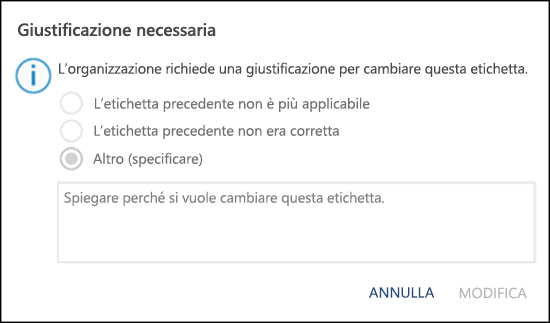 Giustificazione necessaria
L'organizzazione richiede una giustificazione per cambiare questa etichetta.
L'etichetta precedente non è più applicabile
L'etichetta precedente non era corretta
Altro (specificare)
Spiegare perché si vuole cambiare questa etichetta.
ANNULLA MODIFICA